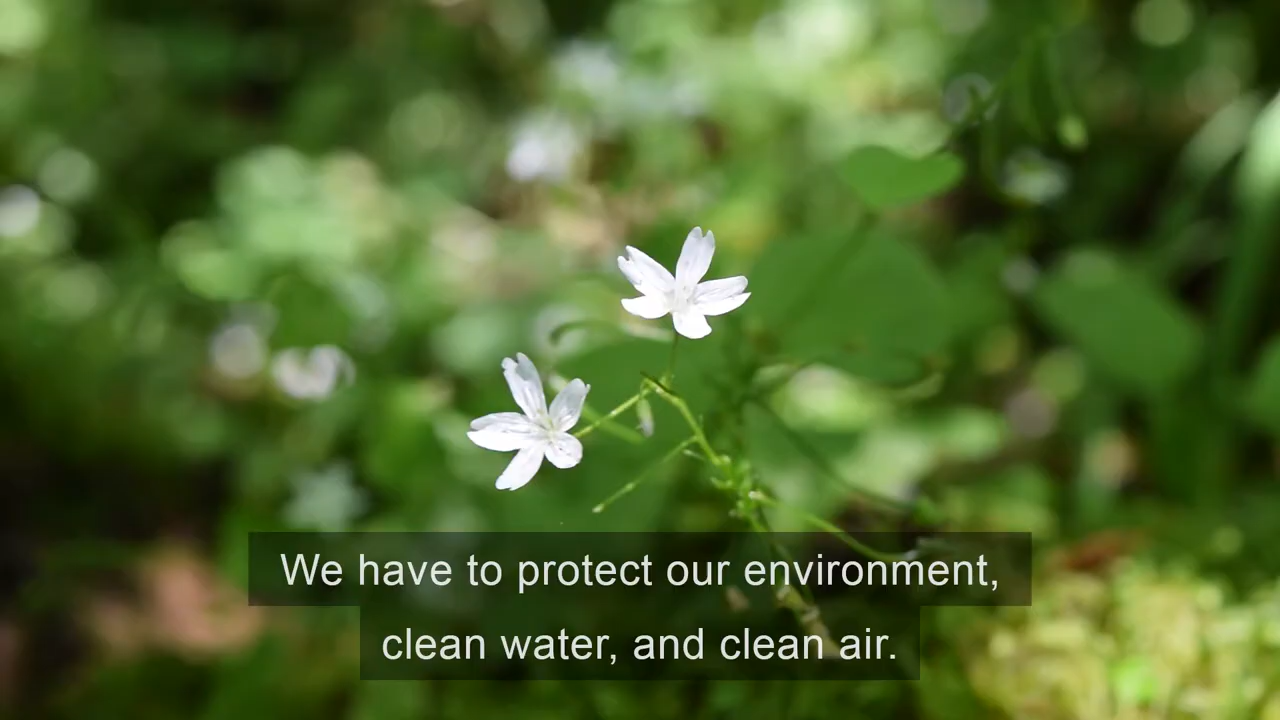 We have to protect our environment,
clean water, and clean air.